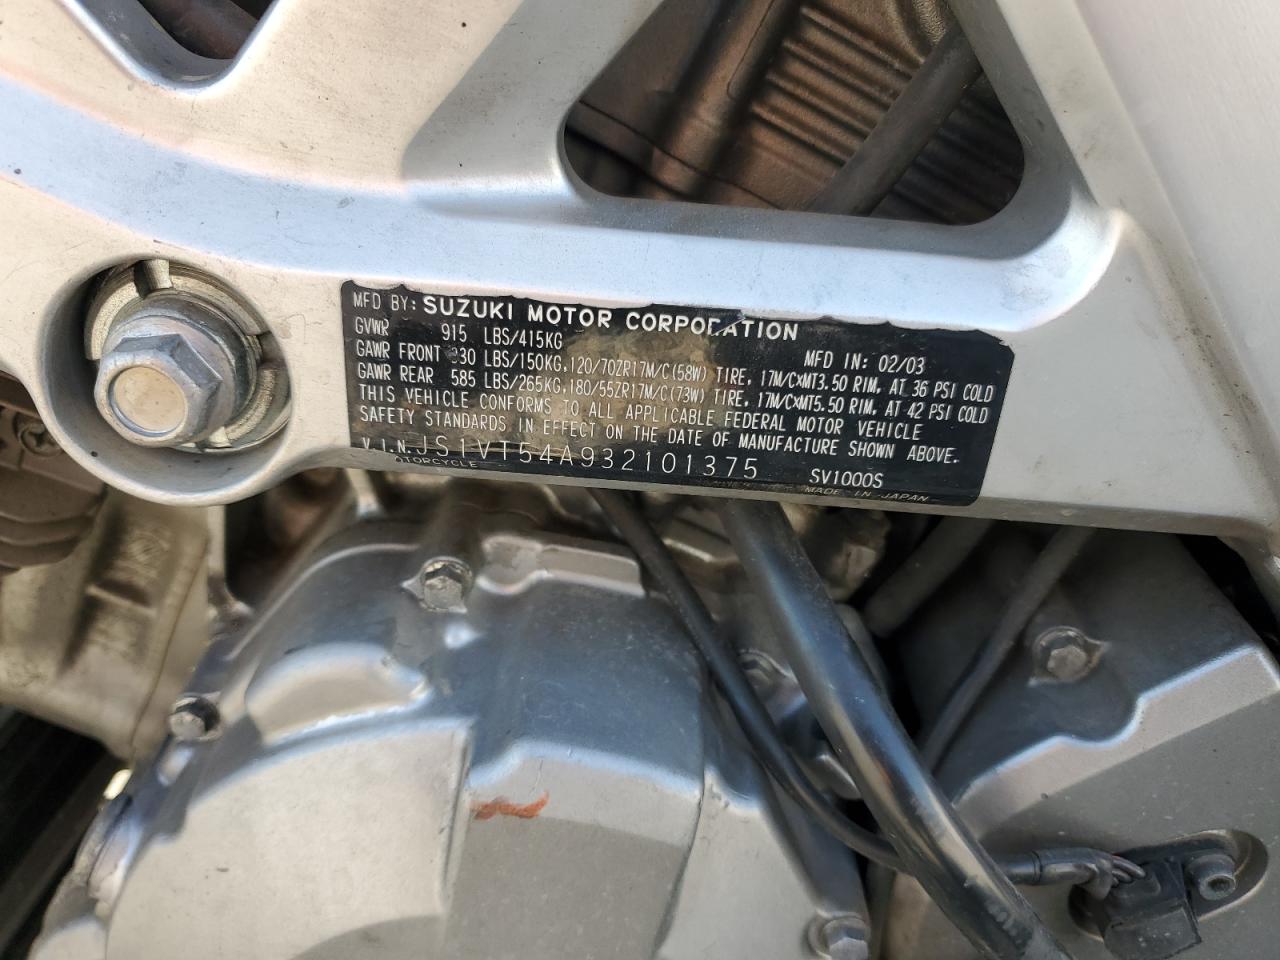 MFD BY: SUZUKI MOTOR CORPORATION
GVWR 915 LBS/415KG MFD IN: 02/03
GAWR FRONT 330 LBS/150KG,120/70ZR17M/C(58W) TIRE, 17M/CXMT3.50 RIM, AT 36 PSI COLD
GAWR REAR 585 LBS/265KG,180/55ZR17M/C(73W) TIRE, 17M/CXMT5.50 RIM, AT 42 PSI COLD
THIS VEHICLE CONFORMS TO ALL APPLICABLE FEDERAL MOTOR VEHICLE
SAFETY STANDARDS IN EFFECT ON THE DATE OF MANUFACTURE SHOWN ABOVE.
V.I.N. JS1VT54A932101375 SV1000S
MOTORCYCLE MADE IN JAPAN